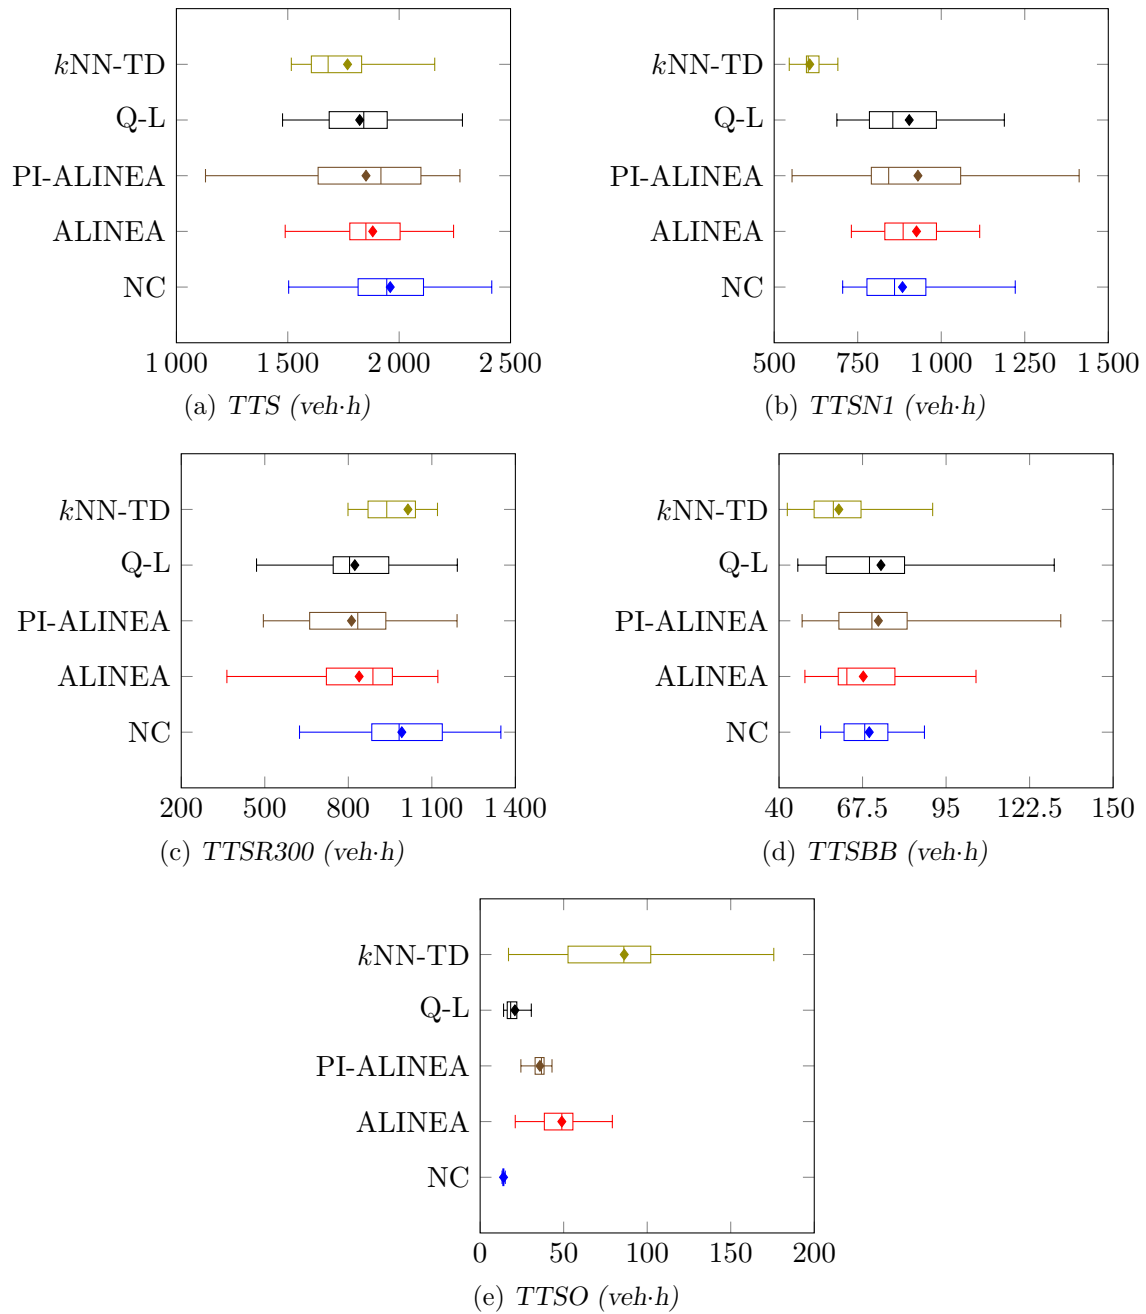 kNN-TD
Q-L
PI-ALINEA
ALINEA
NC
1 000 1 500 2 000 2 500
(a) TTS (veh·h)
kNN-TD
Q-L
PI-ALINEA
ALINEA
NC
500 750 1 000 1 250 1 500
(b) TTSN1 (veh·h)
kNN-TD
Q-L
PI-ALINEA
ALINEA
NC
200 500 800 1 100 1 400
(c) TTSR300 (veh·h)
kNN-TD
Q-L
PI-ALINEA
ALINEA
NC
40 67.5 95 122.5 150
(d) TTSBB (veh·h)
kNN-TD
Q-L
PI-ALINEA
ALINEA
NC
0 50 100 150 200
(e) TTSO (veh·h)